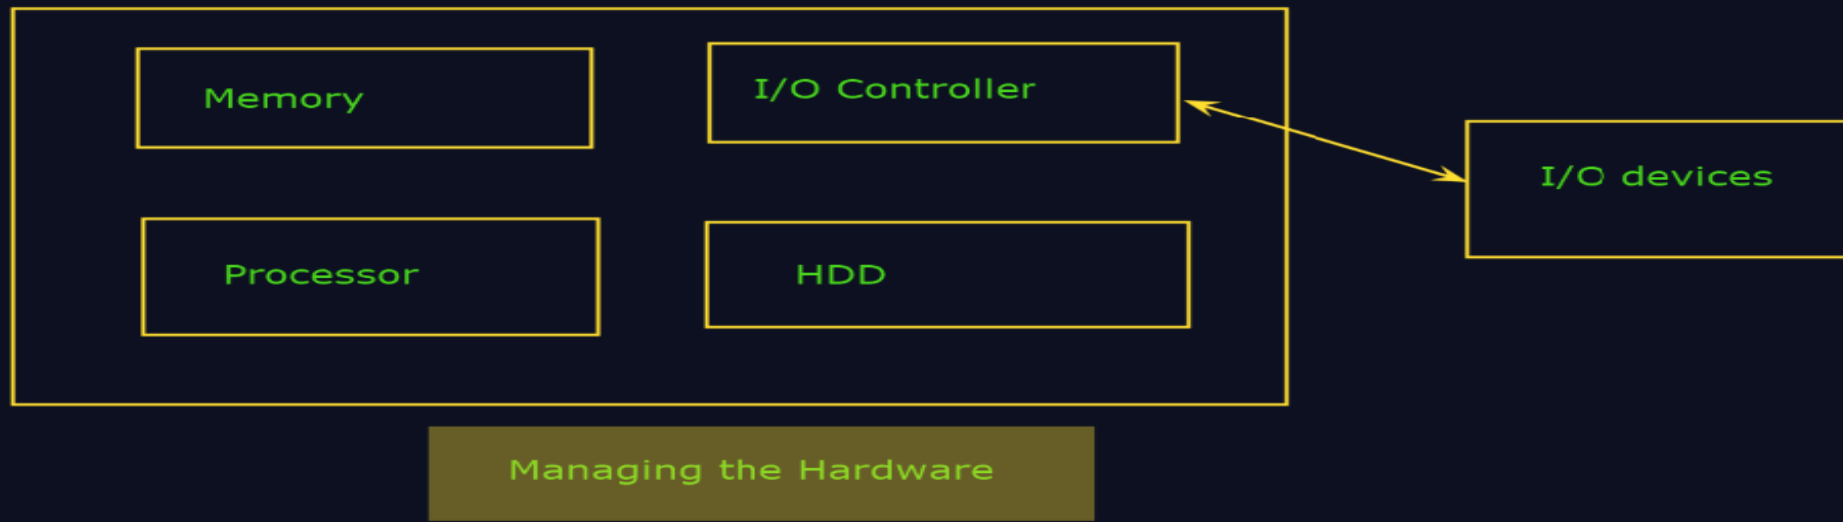 Memory
I/O Controller
I/O devices
Processor
HDD
Managing the Hardware